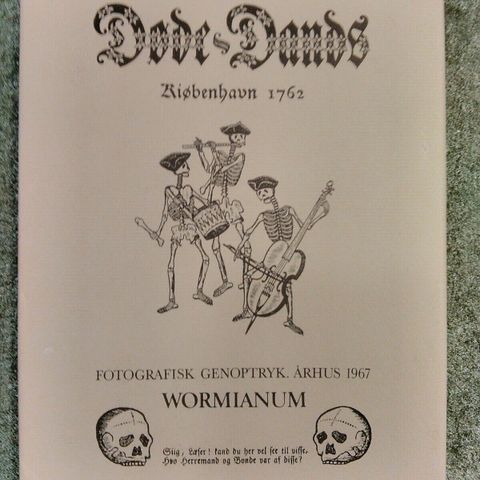 Døde-Dands
Kiøbenhavn 1762
FOTOGRAFISK GENOPTRYK. ÅRHUS 1967
WORMIANUM
Siig, Læser! kand du her vel see til visse,
Hvo Herremand og Bonde var af disse?